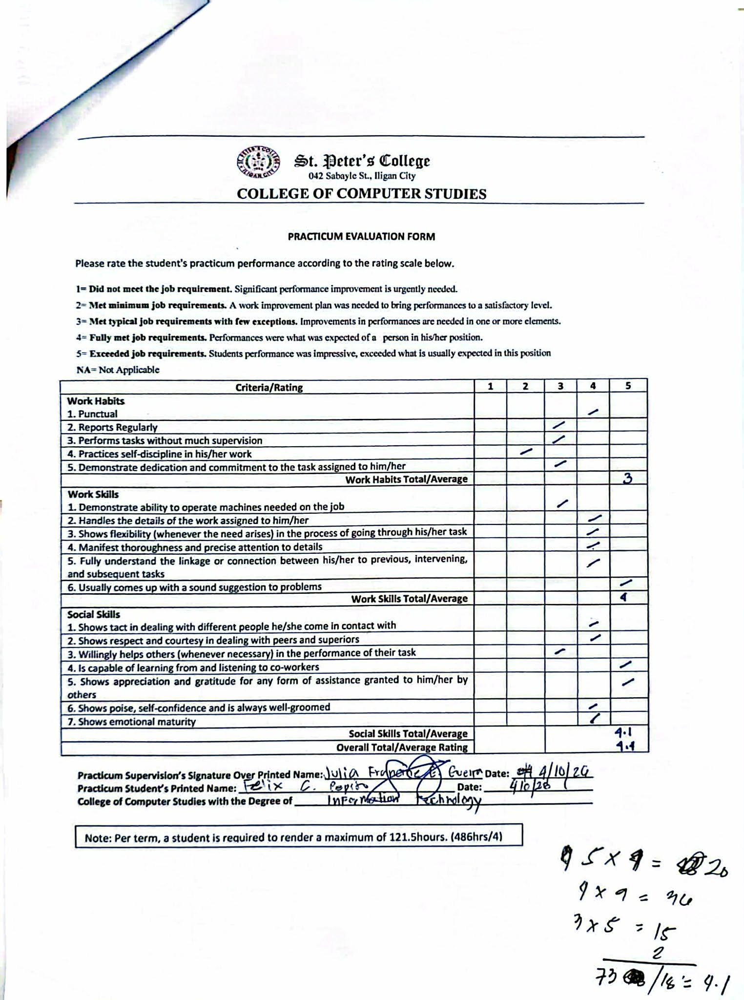 ST. PETER'S COLLEGE
ILIGAN CITY
St. Peter's College
042 Sabayle St., Iligan City
COLLEGE OF COMPUTER STUDIES
PRACTICUM EVALUATION FORM
Please rate the student's practicum performance according to the rating scale below.
1= Did not meet the job requirement. Significant performance improvement is urgently needed.
2= Met minimum job requirements. A work improvement plan was needed to bring performances to a satisfactory level.
3= Met typical job requirements with few exceptions. Improvements in performances are needed in one or more elements.
4= Fully met job requirements. Performances were what was expected of a person in his/her position.
5= Exceeded job requirements. Students performance was impressive, exceeded what is usually expected in this position
NA= Not Applicable
Criteria/Rating 1 2 3 4 5
Work Habits
1. Punctual
2. Reports Regularly
3. Performs tasks without much supervision
4. Practices self-discipline in his/her work
5. Demonstrate dedication and commitment to the task assigned to him/her
Work Habits Total/Average 3
Work Skills
1. Demonstrate ability to operate machines needed on the job
2. Handles the details of the work assigned to him/her
3. Shows flexibility (whenever the need arises) in the process of going through his/her task
4. Manifest thoroughness and precise attention to details
5. Fully understand the linkage or connection between his/her to previous, intervening,
and subsequent tasks
6. Usually comes up with a sound suggestion to problems
Work Skills Total/Average 4
Social Skills
1. Shows tact in dealing with different people he/she come in contact with
2. Shows respect and courtesy in dealing with peers and superiors
3. Willingly helps others (whenever necessary) in the performance of their task
4. Is capable of learning from and listening to co-workers
5. Shows appreciation and gratitude for any form of assistance granted to him/her by
others
6. Shows poise, self-confidence and is always well-groomed
7. Shows emotional maturity
Social Skills Total/Average 4.1
Overall Total/Average Rating 4.1
Practicum Supervision's Signature Over Printed Name: Julia Date: 4/10/26
Practicum Student's Printed Name: Felix C. Pepito Date:
College of Computer Studies with the Degree of Information Technology
Note: Per term, a student is required to render a maximum of 121.5hours. (486hrs/4)
5 x 4 = 20
4 x 9 = 36
3 x 5 = 15
2
73 /18 = 4.1